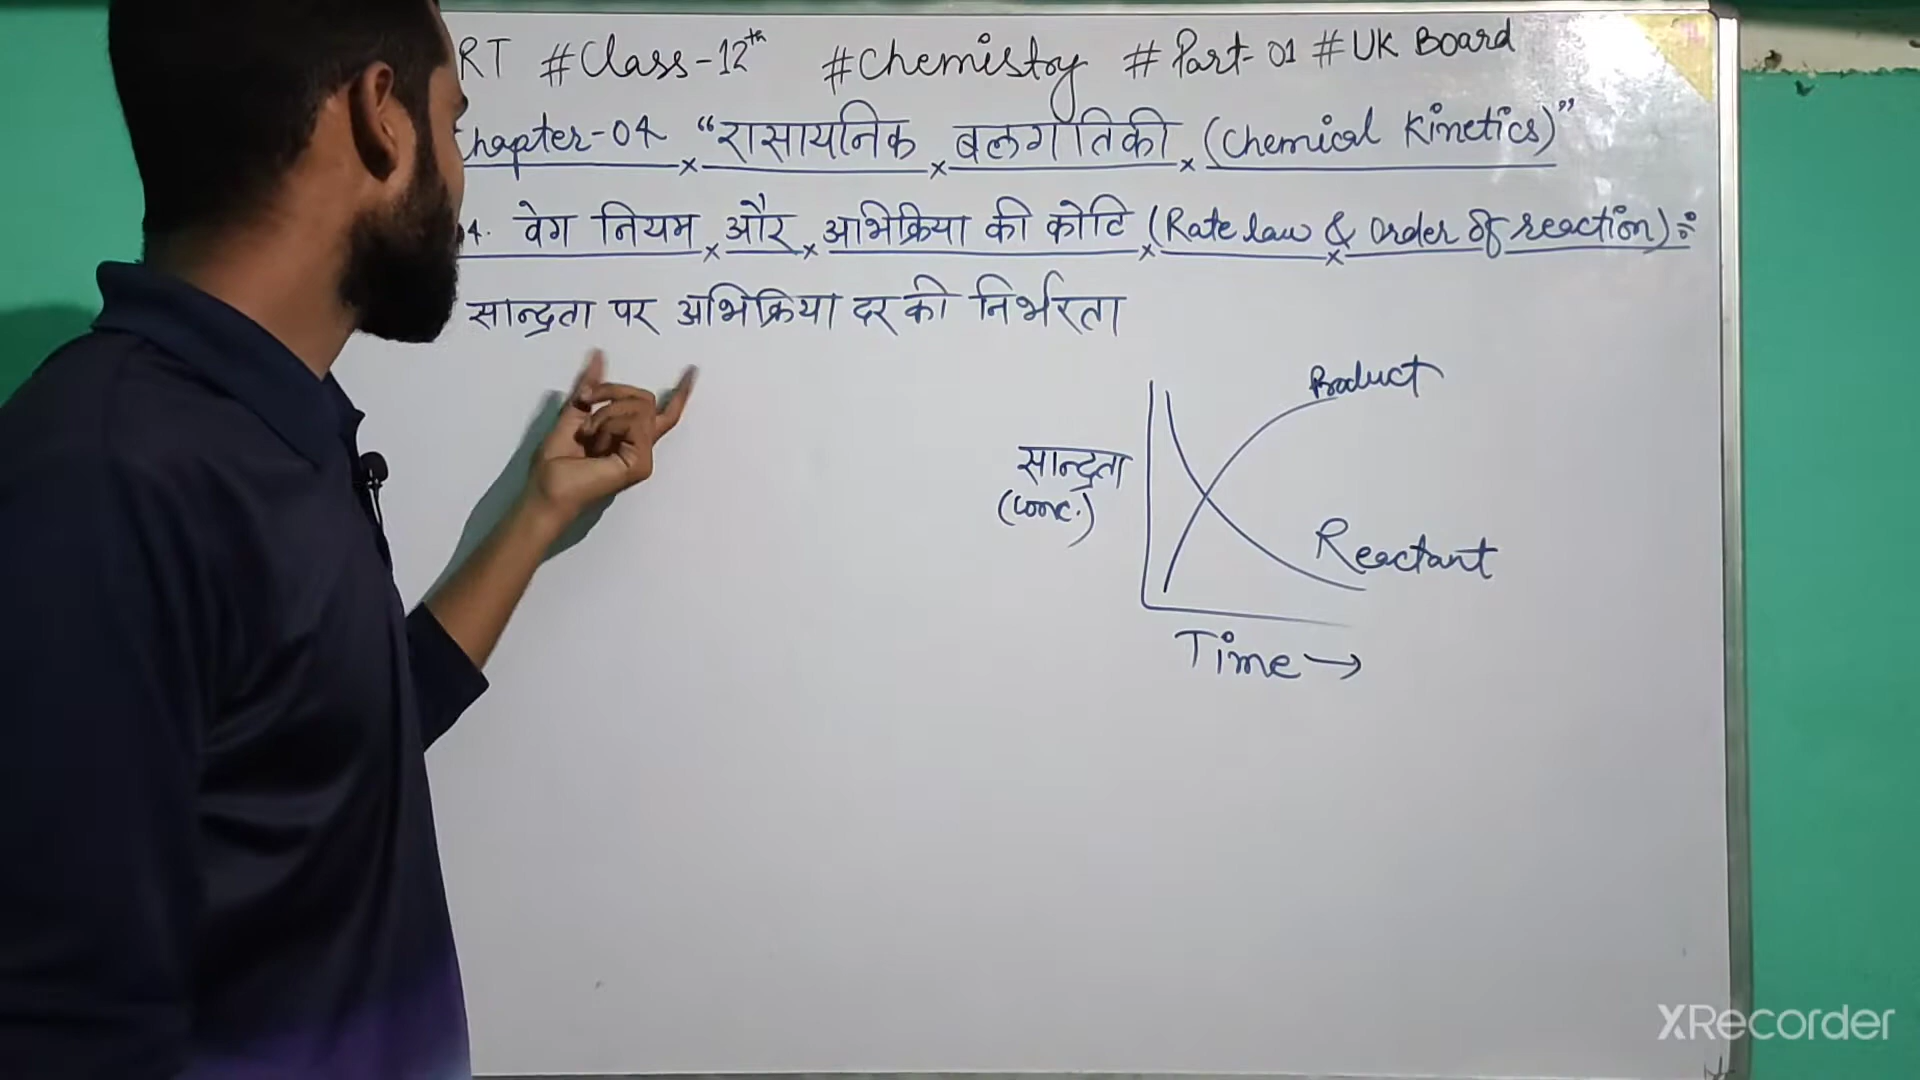 RT #Class-12th #Chemistry #Part-01 #UK Board
Chapter-04 "रासायनिक बलगतिकी (Chemical Kinetics)"
4. वेग नियम और अभिक्रिया की कोटि (Rate law & Order of reaction):
सान्द्रता पर अभिक्रिया दर की निर्भरता
Product
सान्द्रता
(conc.)
Reactant
Time →
XRecorder